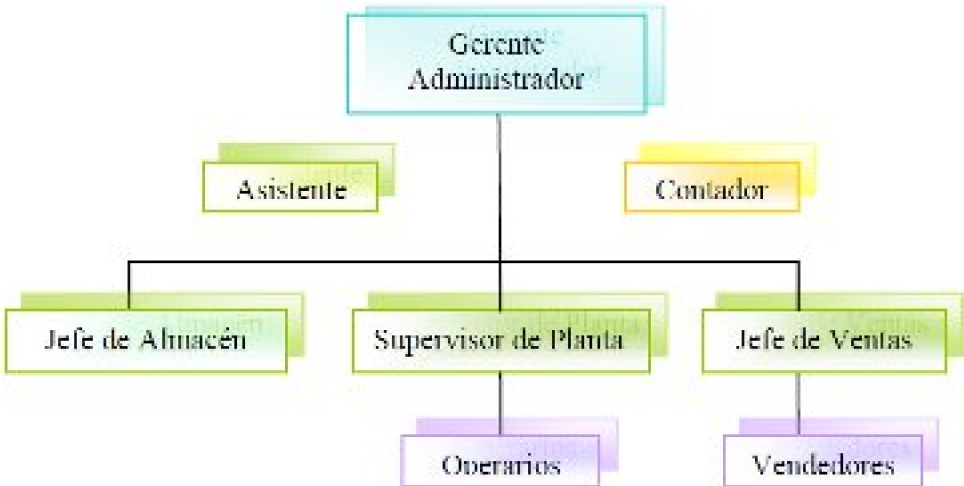 Gerente
Administrador
Asistente
Contador
Jefe de Almacén
Supervisor de Planta
Jefe de Ventas
Operarios
Vendedores